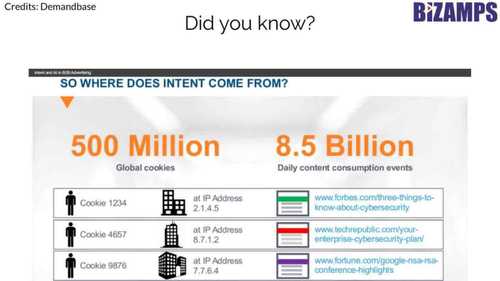 Credits: Demandbase
BIZAMPS
Did you know?
Intent and AI in B2B Advertising
SO WHERE DOES INTENT COME FROM?
500 Million
Global cookies
8.5 Billion
Daily content consumption events
Cookie 1234
at IP Address
2.1.4.5
www.forbes.com/three-things-to-
know-about-cybersecurity
Cookie 4657
at IP Address
8.7.1.2
www.techrepublic.com/your-
enterprise-cybersecurity-plan/
Cookie 9876
at IP Address
7.7.6.4
www.fortune.com/google-nsa-rsa-
conference-highlights